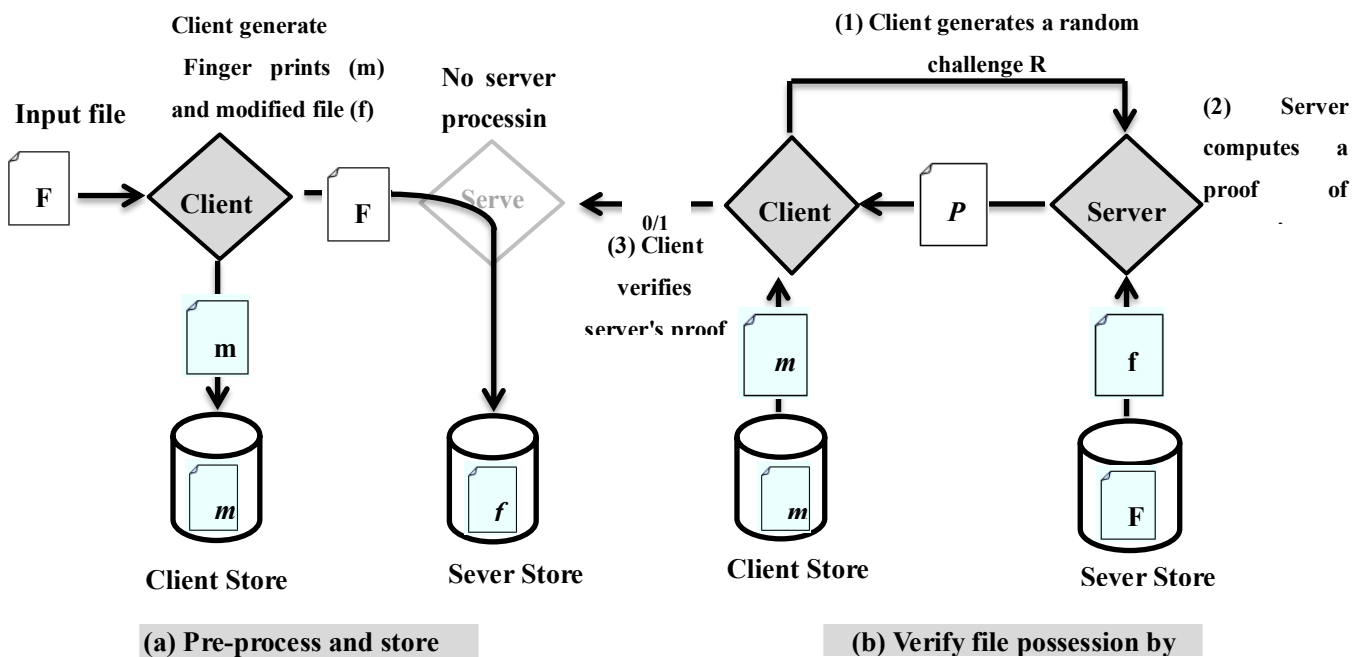 Client generate
Finger prints (m)
and modified file (f)
Input file
F
Client
F
No server
processin
Serve
m
m
Client Store
f
Sever Store
(a) Pre-process and store
(1) Client generates a random
challenge R
(2) Server
computes a
proof of
Client
P
Server
0/1
(3) Client
verifies
server's proof
m
f
m
Client Store
F
Sever Store
(b) Verify file possession by